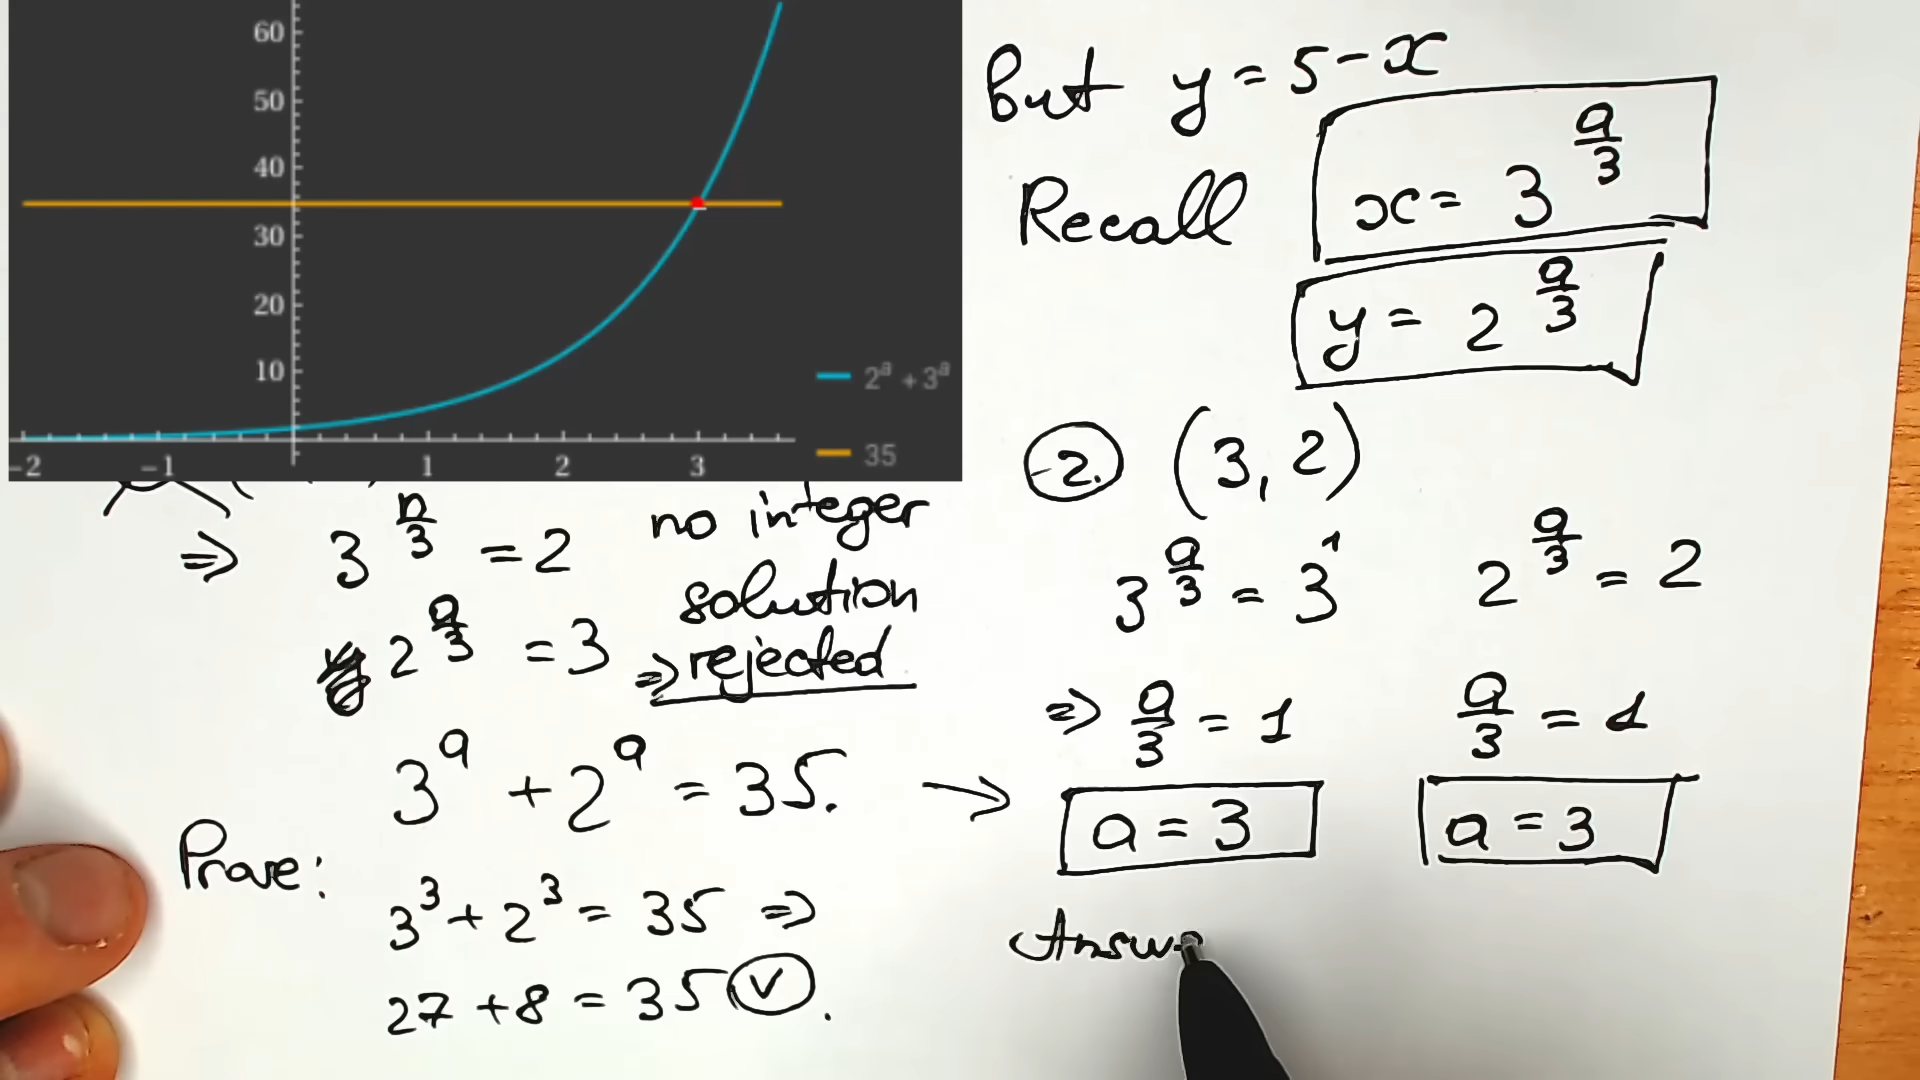 60
50
40
30
20
10
-2 -1 1 2 3
2^a + 3^a
35
But y = 5 - x
Recall x = 3^(a/3)
y = 2^(a/3)
⇒ 3^(n/3) = 2 no integer
2^(a/3) = 3 solution
⇒ rejected
3^a + 2^a = 35. →
Prove:
3^3 + 2^3 = 35 ⇒
27 + 8 = 35 (v).
2. (3, 2)
3^(a/3) = 3^1 2^(a/3) = 2
⇒ a/3 = 1 a/3 = 1
a = 3 a = 3